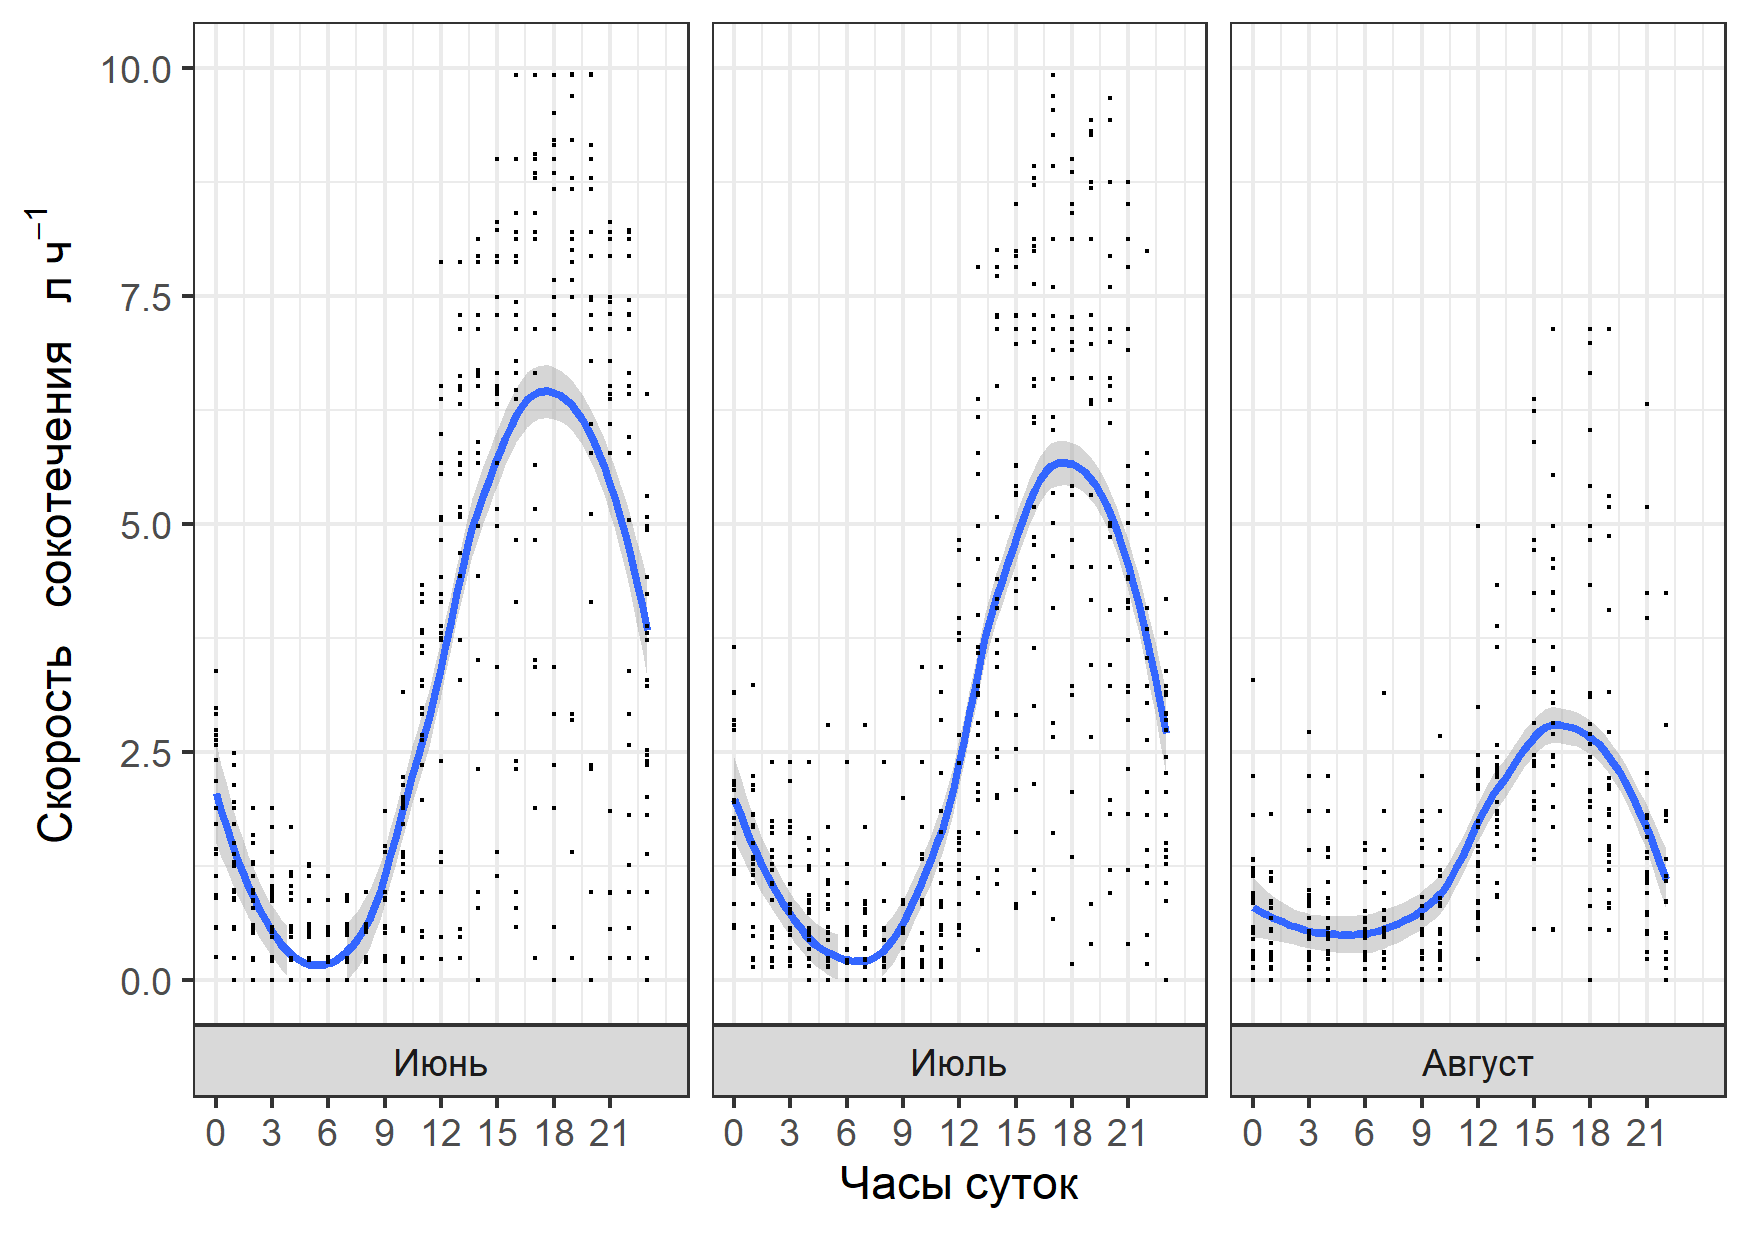 Скорость сокотечения л ч⁻¹
10.0
7.5
5.0
2.5
0.0
Июнь Июль Август
0 3 6 9 12 15 18 21 0 3 6 9 12 15 18 21 0 3 6 9 12 15 18 21
Часы суток